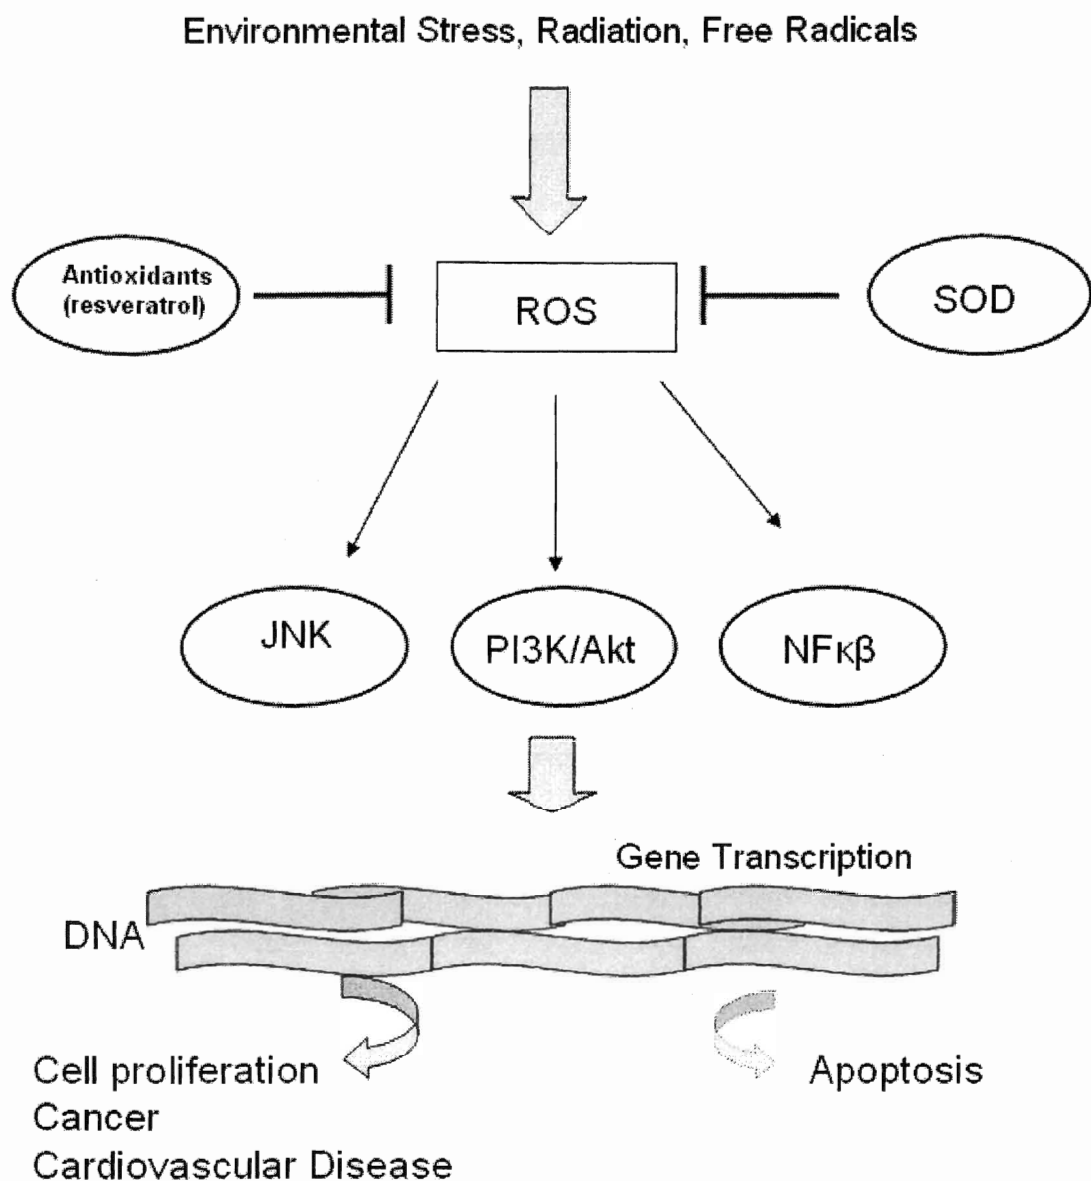 Environmental Stress, Radiation, Free Radicals
Antioxidants
(resveratrol)
ROS
SOD
JNK
PI3K/Akt
NFκβ
Gene Transcription
DNA
Cell proliferation
Apoptosis
Cancer
Cardiovascular Disease